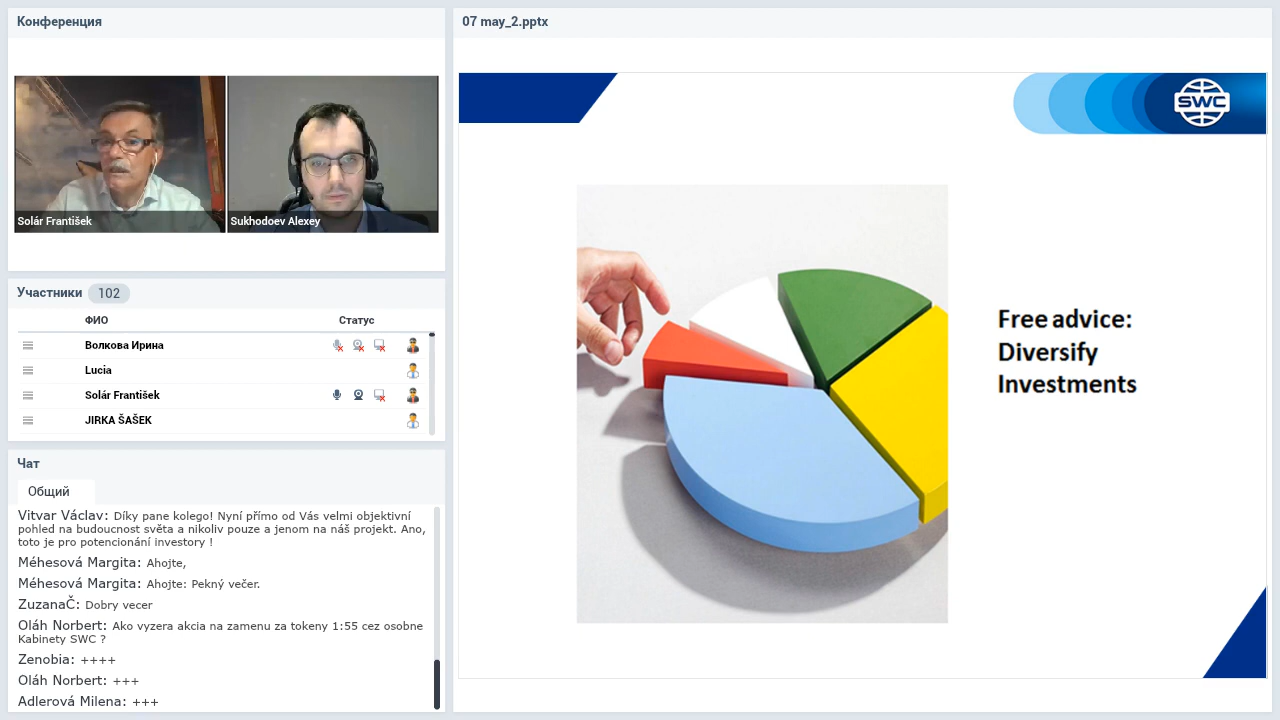 Конференция
Solár František
Sukhodoev Alexey
Участники 102
ФИО Статус
Волкова Ирина
Lucia
Solár František
JIRKA ŠAŠEK
Чат
Общий
Vitvar Václav: Díky pane kolego! Nyní přímo od Vás velmi objektivní
pohled na budoucnost světa a nikoliv pouze a jenom na náš projekt. Ano,
toto je pro potencionání investory !
Méhesová Margita: Ahojte,
Méhesová Margita: Ahojte: Pekný večer.
ZuzanaČ: Dobry vecer
Oláh Norbert: Ako vyzera akcia na zamenu za tokeny 1:55 cez osobne
Kabinety SWC ?
Zenobia: ++++
Oláh Norbert: +++
Adlerová Milena: +++
07 may_2.pptx
SWC
Free advice:
Diversify
Investments